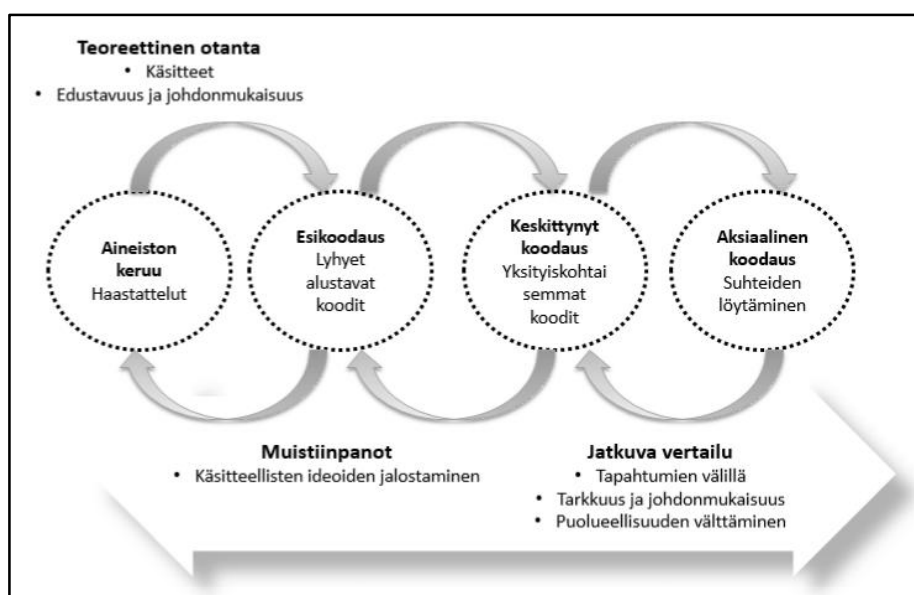 Teoreettinen otanta
• Käsitteet
• Edustavuus ja johdonmukaisuus
Aineiston
keruu
Haastattelut
Esikoodaus
Lyhyet
alustavat
koodit
Keskittynyt
koodaus
Yksityiskohtai
semmat
koodit
Aksiaalinen
koodaus
Suhteiden
löytäminen
Muistiinpanot
• Käsitteellisten ideoiden jalostaminen
Jatkuva vertailu
• Tapahtumien välillä
• Tarkkuus ja johdonmukaisuus
• Puolueellisuuden välttäminen